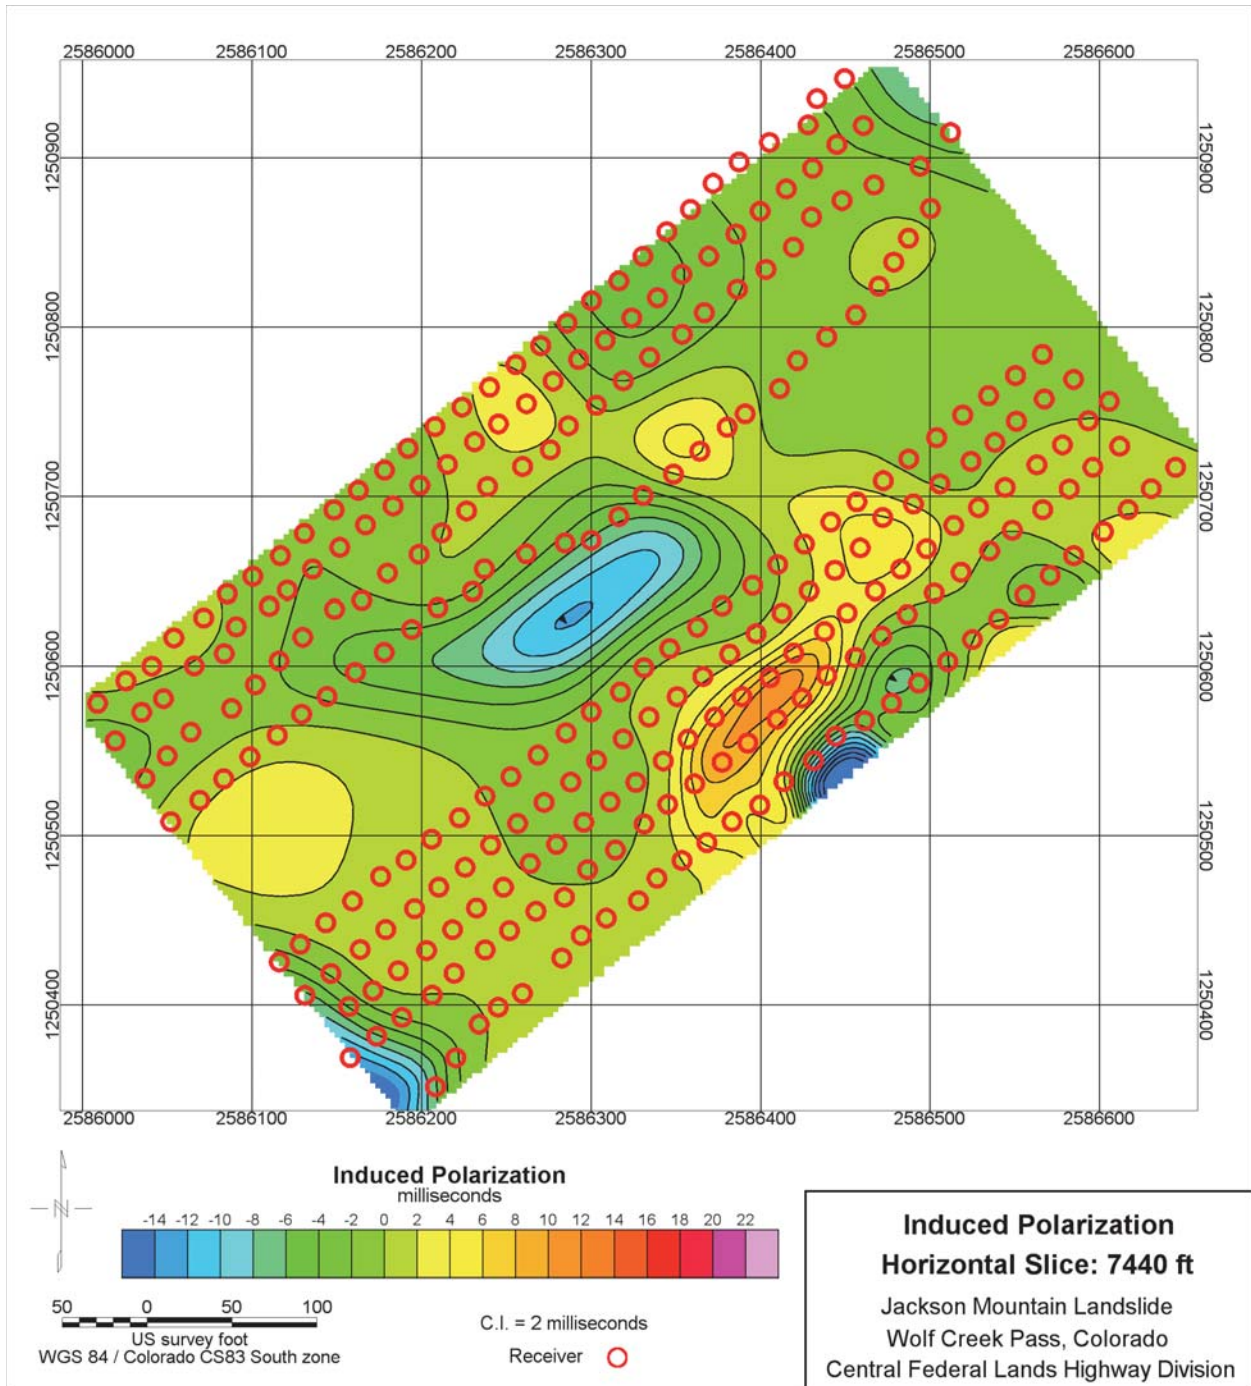 2586000 2586100 2586200 2586300 2586400 2586500 2586600
1250900 1250900
1250800 1250800
1250700 1250700
1250600 1250600
1250500 1250500
1250400 1250400
2586000 2586100 2586200 2586300 2586400 2586500 2586600
Induced Polarization
milliseconds
-14 -12 -10 -8 -6 -4 -2 0 2 4 6 8 10 12 14 16 18 20 22
N
50 0 50 100
US survey foot
WGS 84 / Colorado CS83 South zone
C.I. = 2 milliseconds
Receiver
Induced Polarization
Horizontal Slice: 7440 ft
Jackson Mountain Landslide
Wolf Creek Pass, Colorado
Central Federal Lands Highway Division